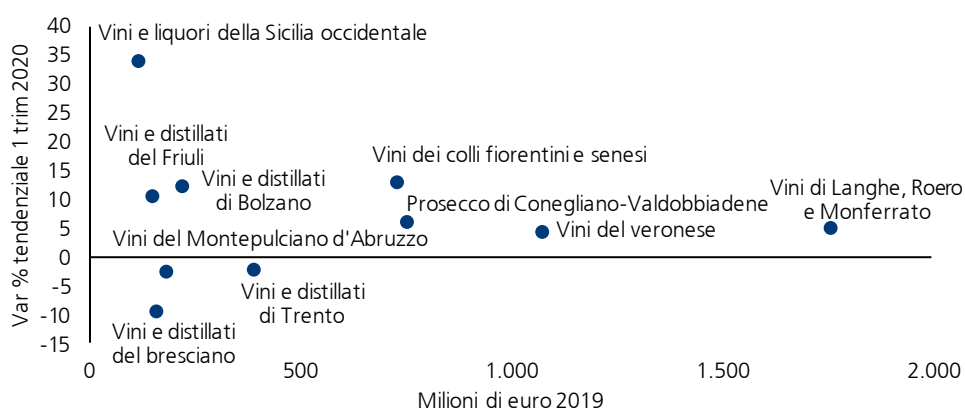 40
35
30
25
20
15
10
5
0
-5
-10
-15
Var % tendenziale 1 trim 2020
Vini e liquori della Sicilia occidentale
Vini e distillati
del Friuli
Vini e distillati
di Bolzano
Vini dei colli fiorentini e senesi
Prosecco di Conegliano-Valdobbiadene
Vini di Langhe, Roero
e Monferrato
Vini del veronese
Vini del Montepulciano d'Abruzzo
Vini e distillati
di Trento
Vini e distillati
del bresciano
0 500 1.000 1.500 2.000
Milioni di euro 2019